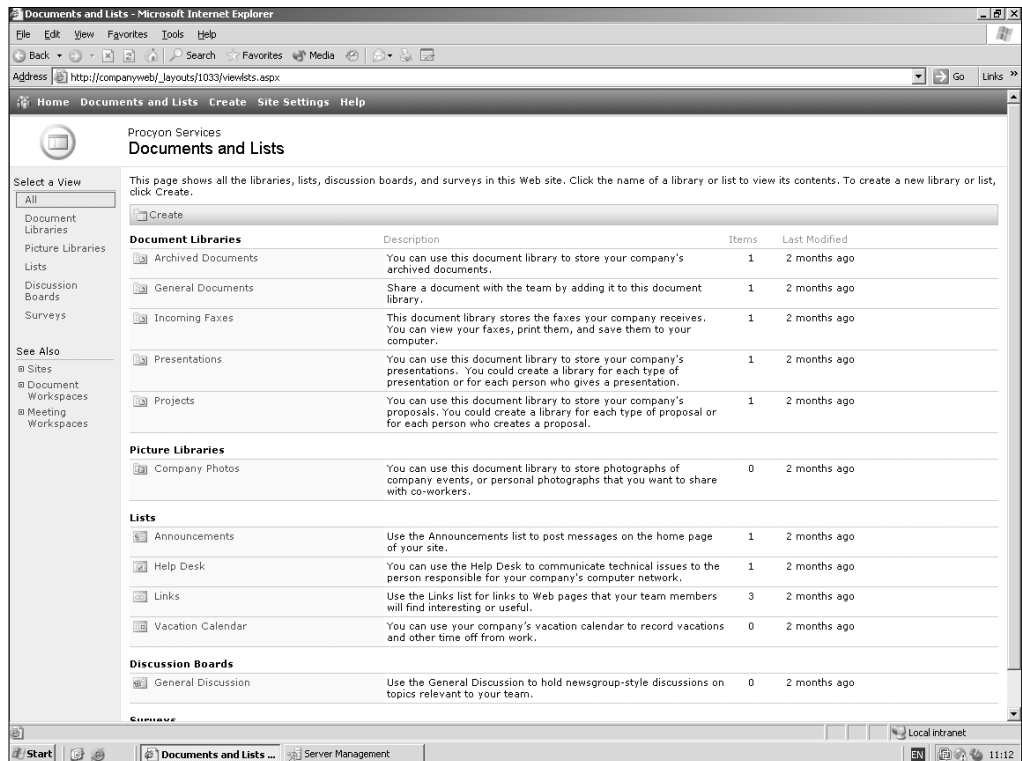 Documents and Lists - Microsoft Internet Explorer
File Edit View Favorites Tools Help
Back Search Favorites Media
Address http://companyweb/_layouts/1033/viewlsts.aspx Go Links »
Home Documents and Lists Create Site Settings Help
Procyon Services
Documents and Lists
Select a View
All
Document
Libraries
Picture Libraries
Lists
Discussion
Boards
Surveys
See Also
Sites
Document
Workspaces
Meeting
Workspaces
This page shows all the libraries, lists, discussion boards, and surveys in this Web site. Click the name of a library or list to view its contents. To create a new library or list,
click Create.
Create
Document Libraries Description Items Last Modified
Archived Documents You can use this document library to store your company's 1 2 months ago
archived documents.
General Documents Share a document with the team by adding it to this document 1 2 months ago
library.
Incoming Faxes This document library stores the faxes your company receives. 1 2 months ago
You can view your faxes, print them, and save them to your
computer.
Presentations You can use this document library to store your company's 1 2 months ago
presentations. You could create a library for each type of
presentation or for each person who gives a presentation.
Projects You can use this document library to store your company's 1 2 months ago
proposals. You could create a library for each type of proposal or
for each person who creates a proposal.
Picture Libraries
Company Photos You can use this document library to store photographs of 0 2 months ago
company events, or personal photographs that you want to share
with co-workers.
Lists
Announcements Use the Announcements list to post messages on the home page 1 2 months ago
of your site.
Help Desk You can use the Help Desk to communicate technical issues to the 1 2 months ago
person responsible for your company's computer network.
Links Use the Links list for links to Web pages that your team members 3 2 months ago
will find interesting or useful.
Vacation Calendar You can use your company's vacation calendar to record vacations 0 2 months ago
and other time off from work.
Discussion Boards
General Discussion Use the General Discussion to hold newsgroup-style discussions on 0 2 months ago
topics relevant to your team.
Surveys
Local intranet
Start Documents and Lists ... Server Management EN 11:12